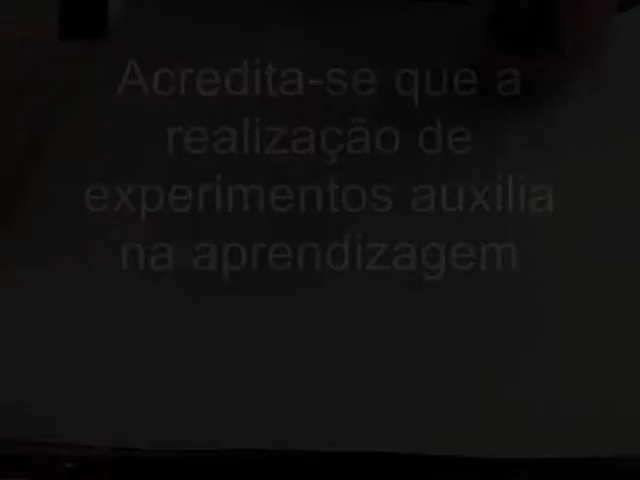 Acredita-se que a
realização de
experimentos auxilia
na aprendizagem